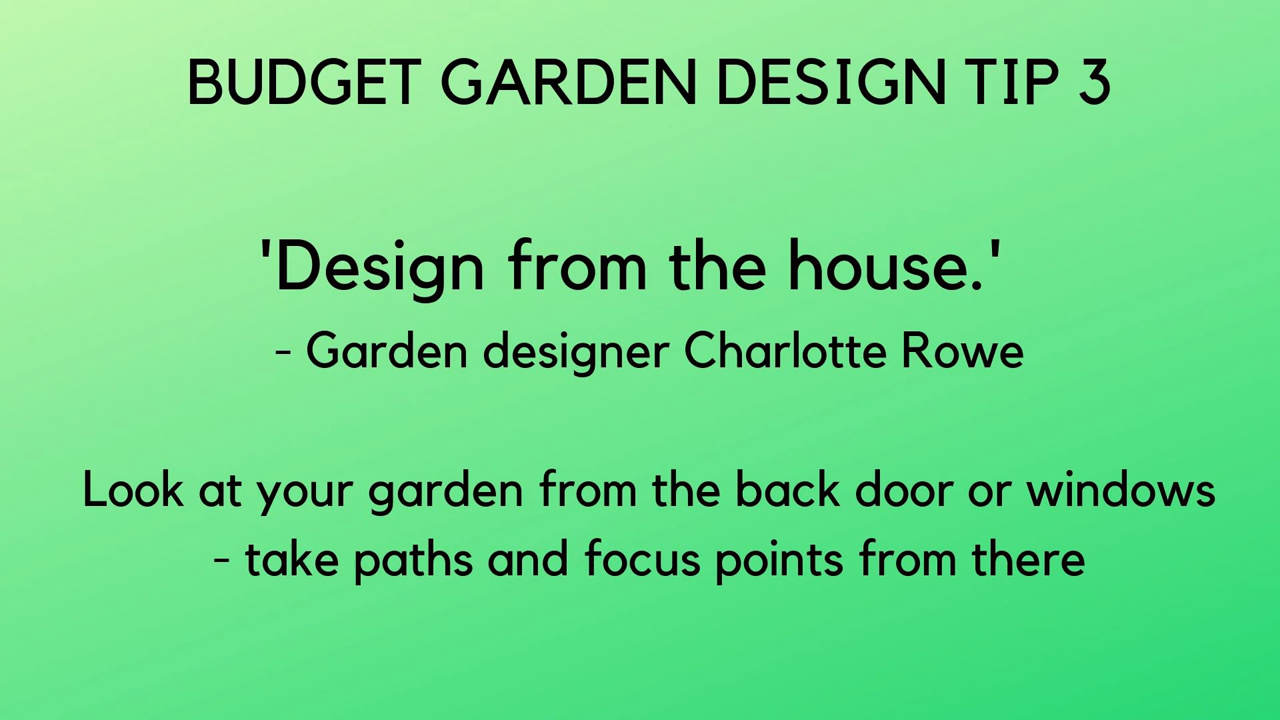 BUDGET GARDEN DESIGN TIP 3
'Design from the house.'
- Garden designer Charlotte Rowe
Look at your garden from the back door or windows
- take paths and focus points from there